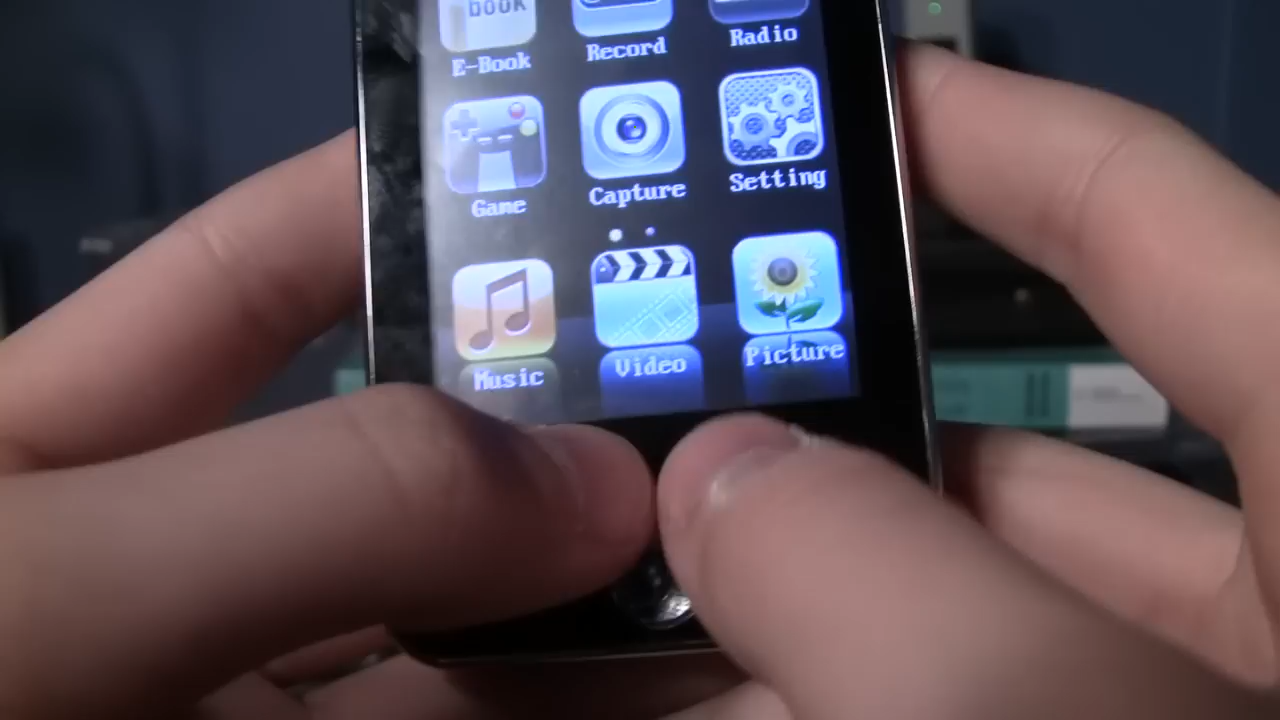 book
E-Book
Record
Radio
Game
Capture
Setting
Music
Video
Picture